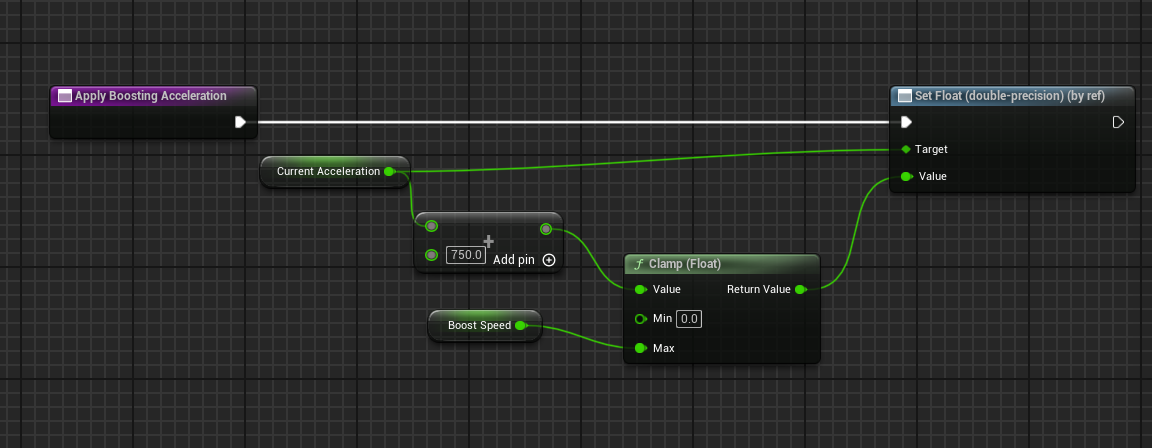 Apply Boosting Acceleration
Set Float (double-precision) (by ref)
Current Acceleration
Target
Value
750.0
Add pin
Clamp (Float)
Value
Return Value
Min 0.0
Boost Speed
Max